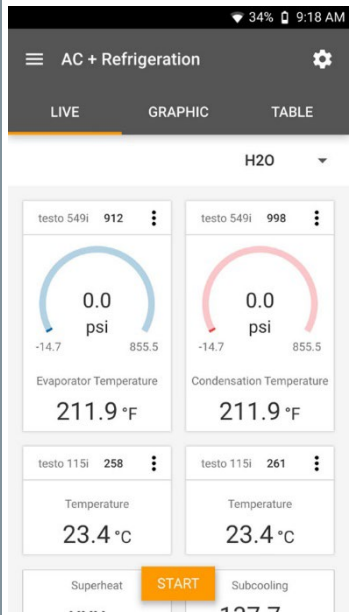 34% 9:18 AM
AC + Refrigeration
LIVE GRAPHIC TABLE
H2O
testo 549i 912
testo 549i 998
0.0
psi
-14.7 855.5
0.0
psi
-14.7 855.5
Evaporator Temperature
211.9 °F
Condensation Temperature
211.9 °F
testo 115i 258
testo 115i 261
Temperature
23.4 °C
Temperature
23.4 °C
Superheat
START
Subcooling